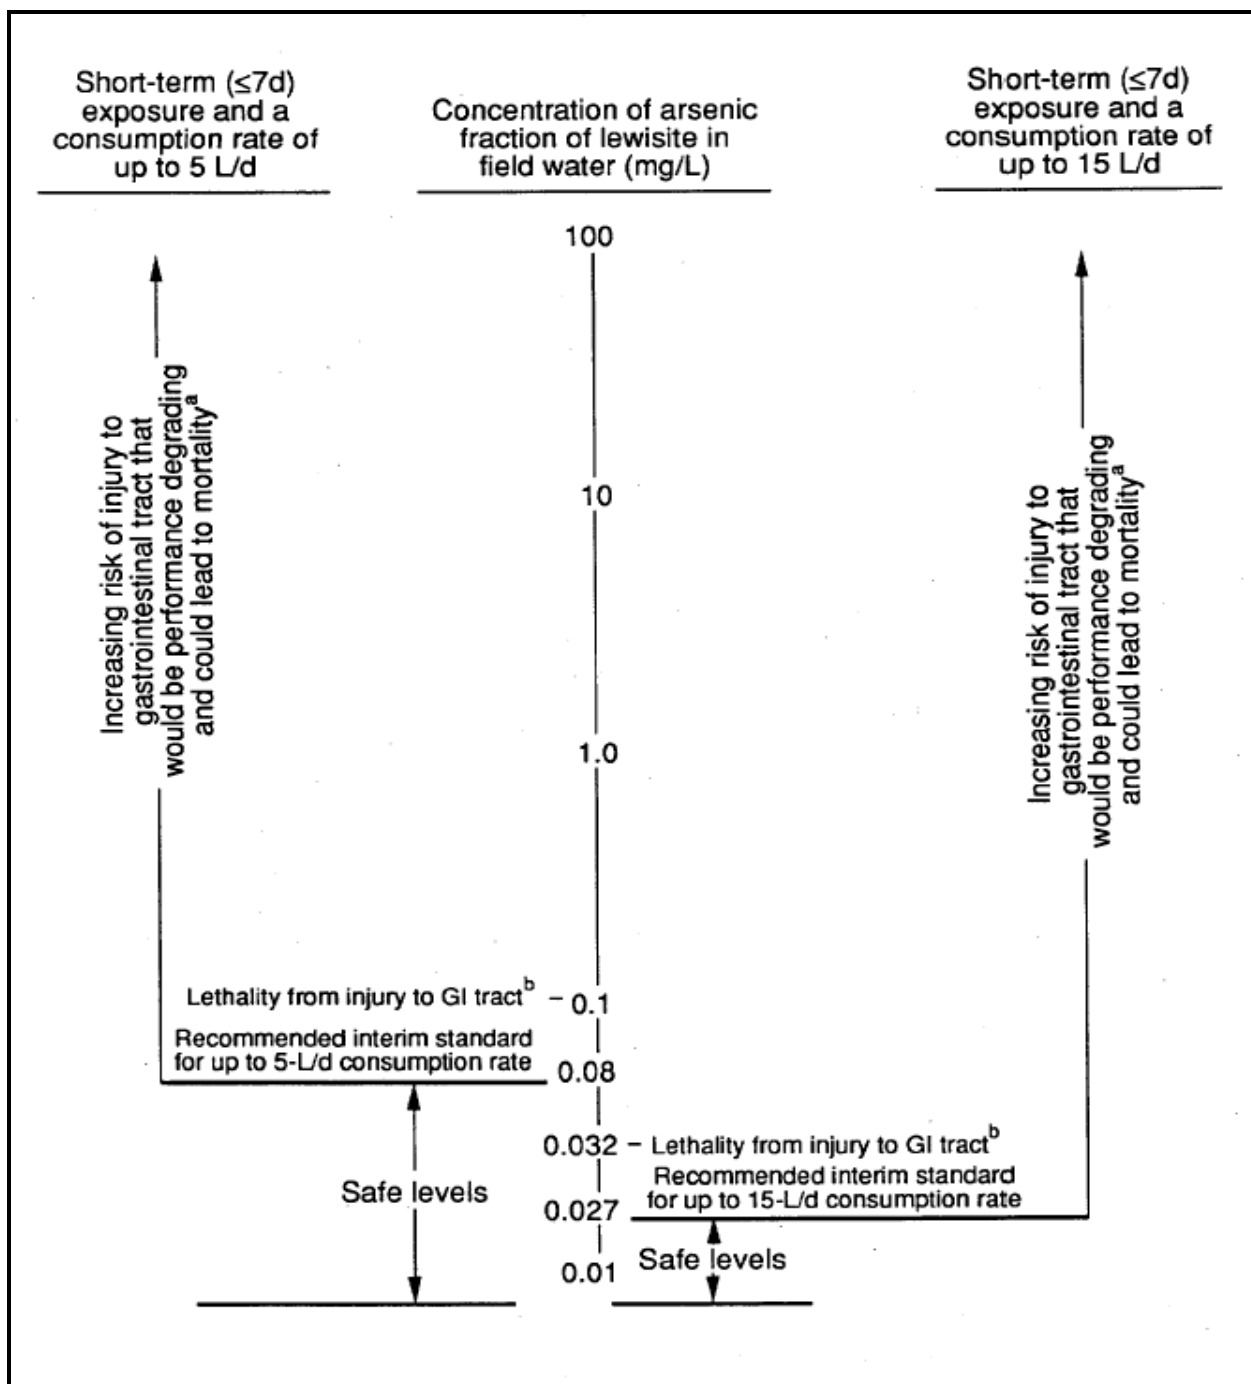 Short-term (≤7d)
exposure and a
consumption rate of
up to 5 L/d
Concentration of arsenic
fraction of lewisite in
field water (mg/L)
Short-term (≤7d)
exposure and a
consumption rate of
up to 15 L/d
100
10
1.0
Increasing risk of injury to
gastrointestinal tract that
would be performance degrading
and could lead to mortalityᵃ
Increasing risk of injury to
gastrointestinal tract that
would be performance degrading
and could lead to mortalityᵃ
Lethality from injury to GI tractᵇ – 0.1
Recommended interim standard
for up to 5-L/d consumption rate 0.08
0.032 – Lethality from injury to GI tractᵇ
Recommended interim standard
0.027 for up to 15-L/d consumption rate
Safe levels
Safe levels
0.01